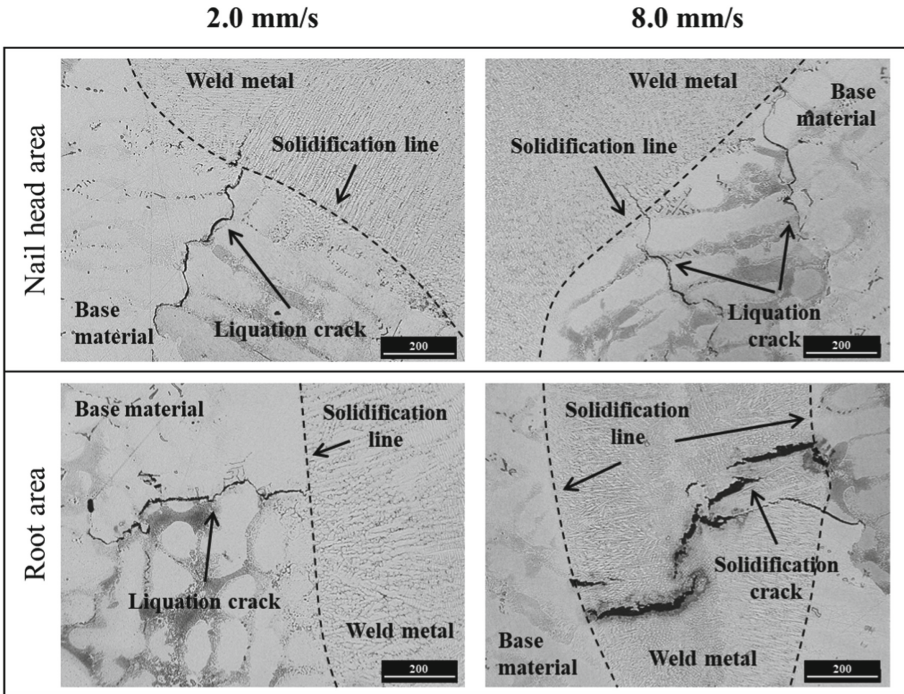 2.0 mm/s
8.0 mm/s
Nail head area
Weld metal
Solidification line
Base
material
Liquation crack
200
Weld metal
Base
material
Solidification line
Liquation
crack
200
Root area
Base material
Solidification
line
Liquation crack
Weld metal
200
Solidification
line
Solidification
crack
Base
material
Weld metal
200